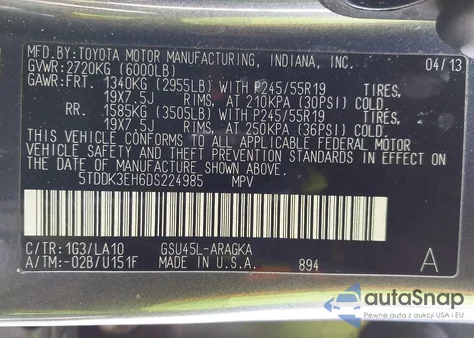 MFD.BY:TOYOTA MOTOR MANUFACTURING, INDIANA, INC. 04/13
GVWR:2720KG (6000LB)
GAWR:FRT. 1340KG (2955LB) WITH P245/55R19 TIRES,
19X7.5J RIMS, AT 210KPA (30PSI) COLD.
RR. 1585KG (3505LB) WITH P245/55R19 TIRES,
19X7.5J RIMS, AT 250KPA (36PSI) COLD.
THIS VEHICLE CONFORMS TO ALL APPLICABLE FEDERAL MOTOR
VEHICLE SAFETY AND THEFT PREVENTION STANDARDS IN EFFECT ON
THE DATE OF MANUFACTURE SHOWN ABOVE.
5TDDK3EH6DS224985 MPV
C/TR:1G3/LA10 GSU45L-ARAGKA
A/TM:-02B/U151F MADE IN U.S.A. 894 A
autoSnap
Pewne auta z aukcji USA i EU